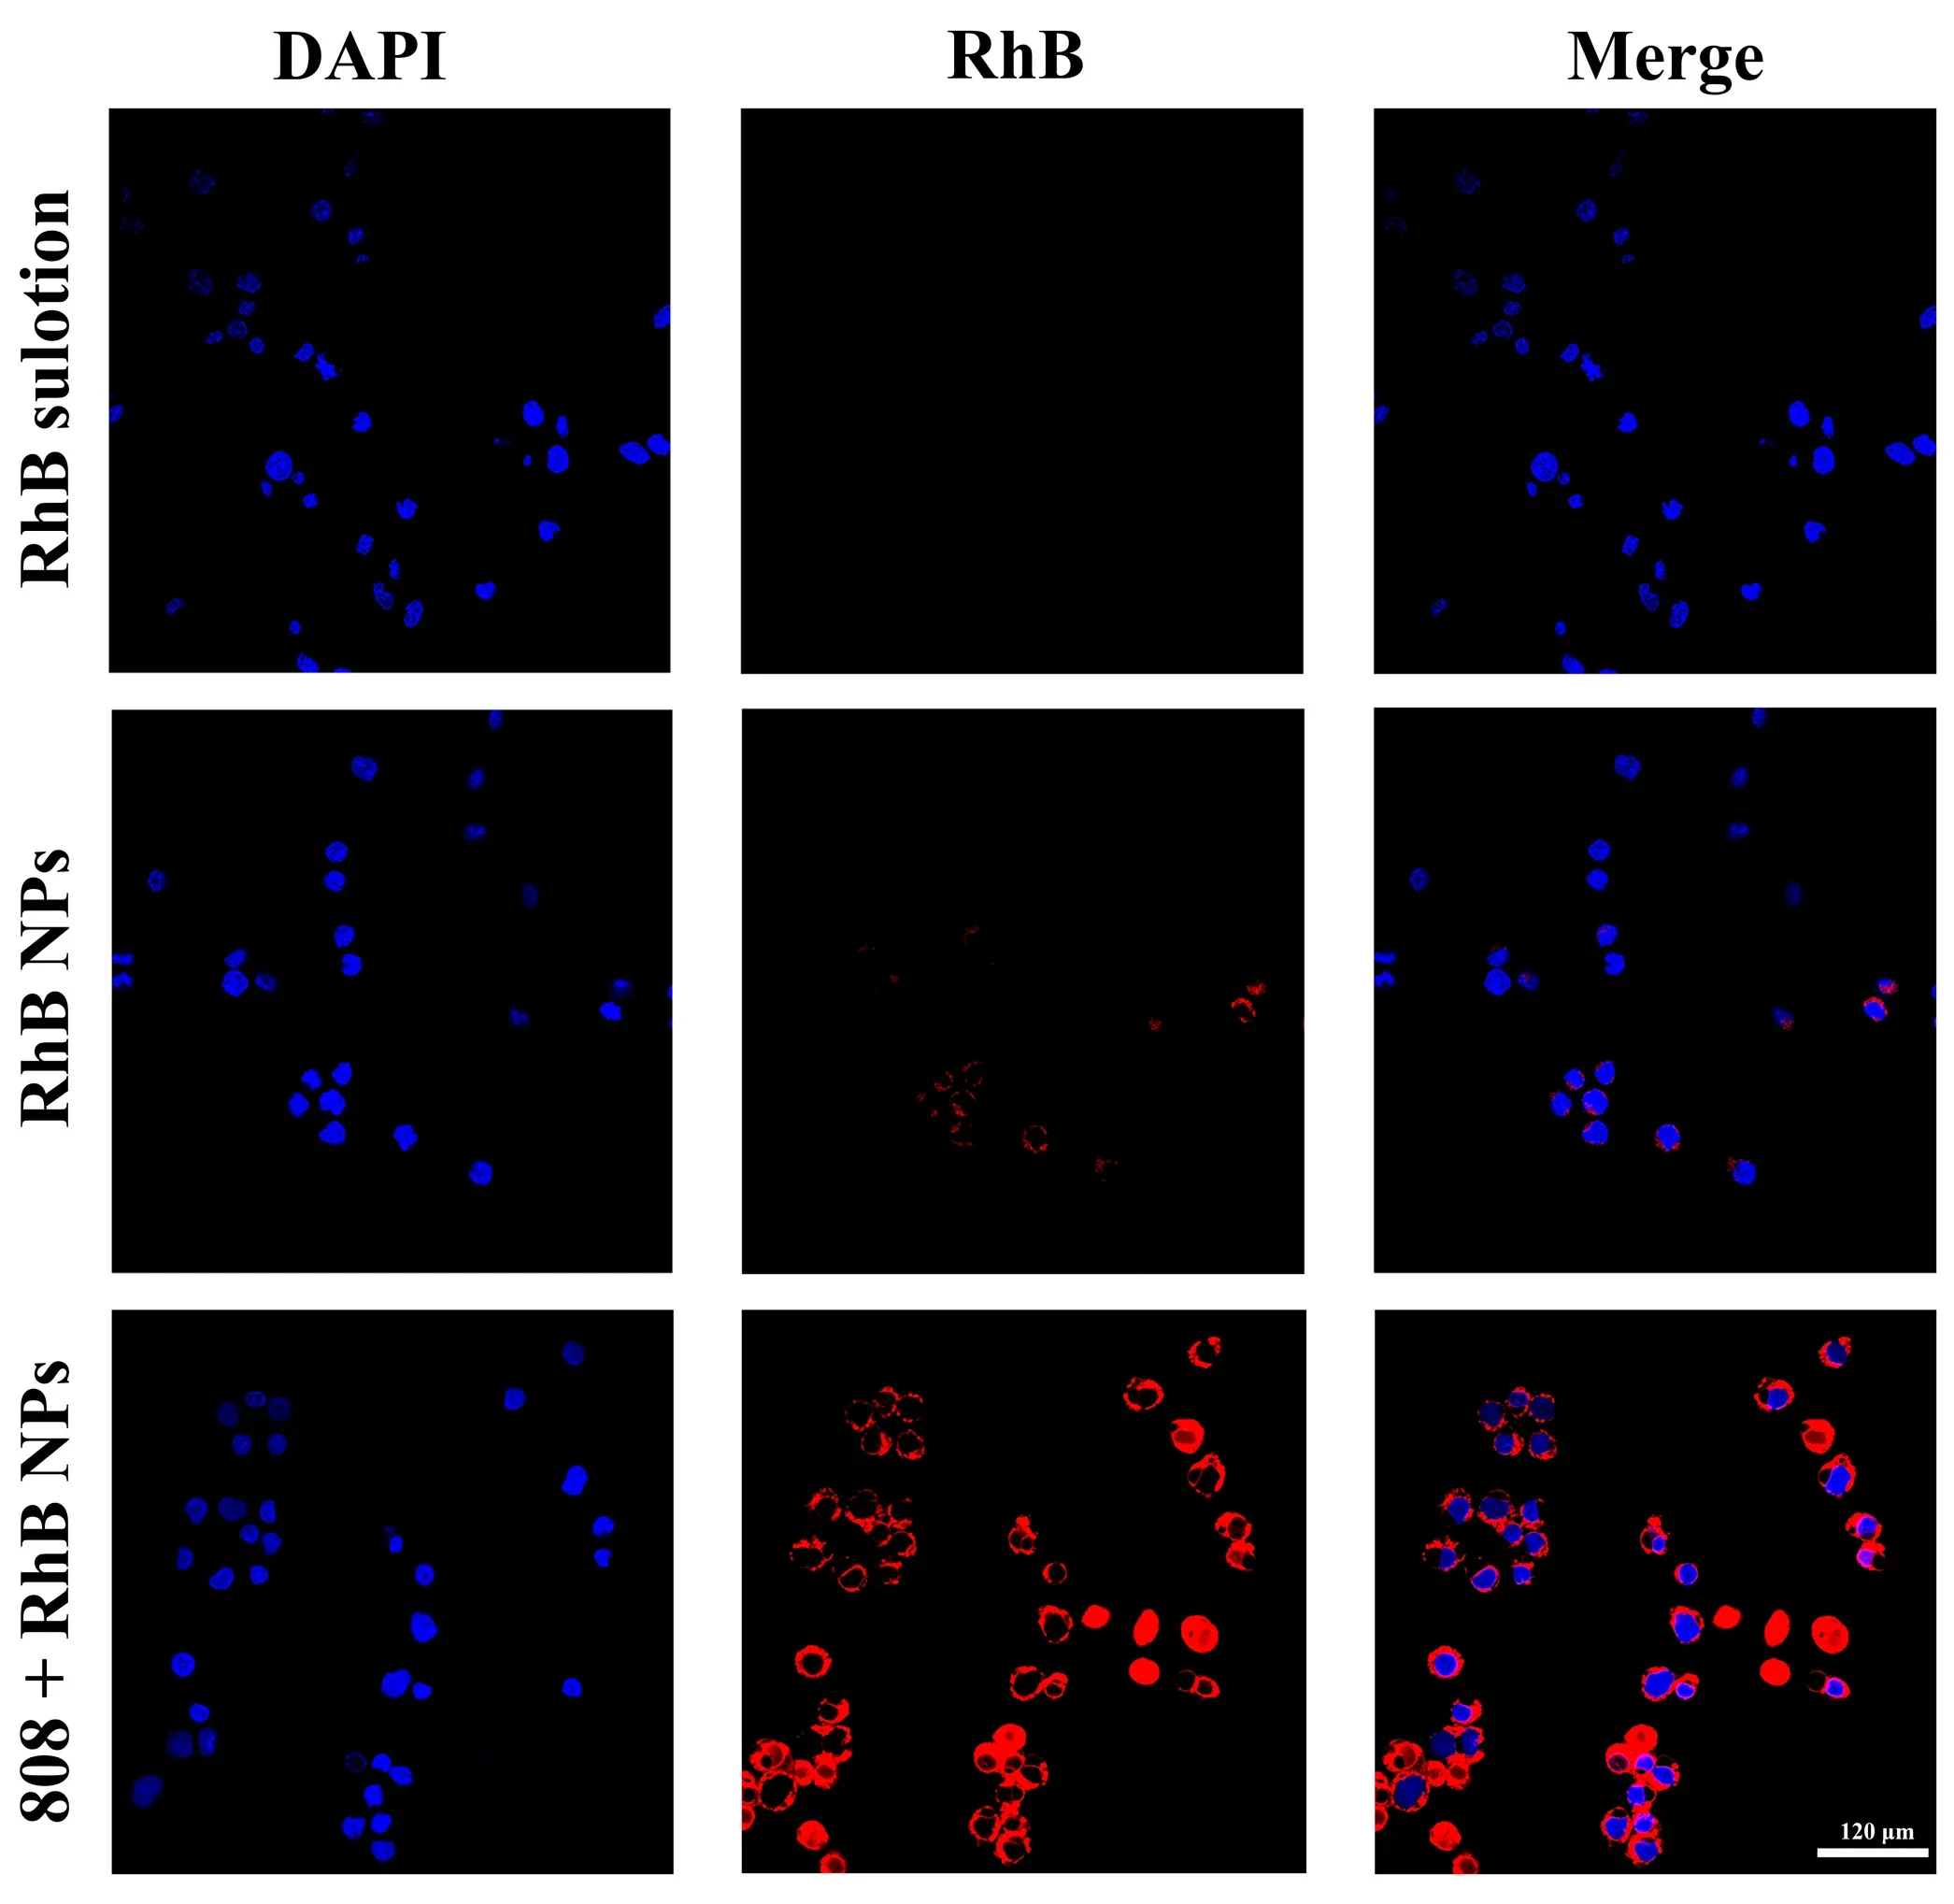 DAPI
RhB
Merge
RhB sulotion
RhB NPs
808 + RhB NPs
120 μm